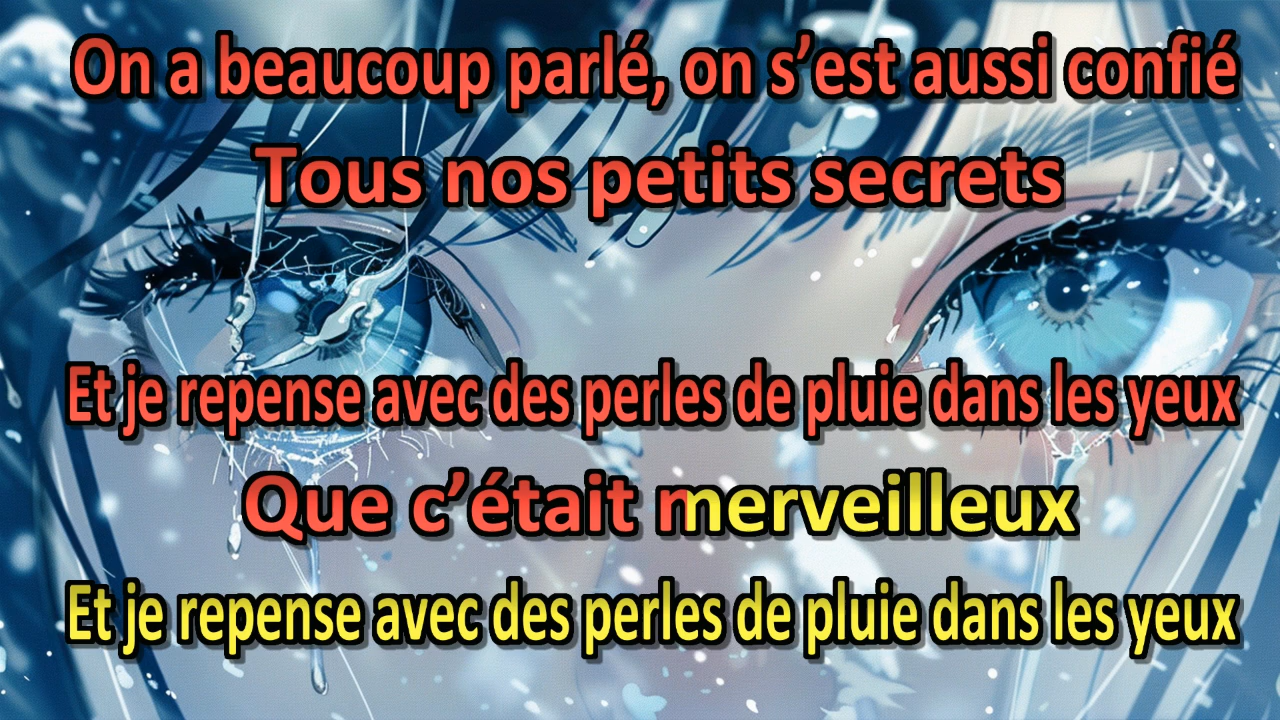 On a beaucoup parlé, on s’est aussi confié
Tous nos petits secrets
Et je repense avec des perles de pluie dans les yeux
Que c’était merveilleux
Et je repense avec des perles de pluie dans les yeux